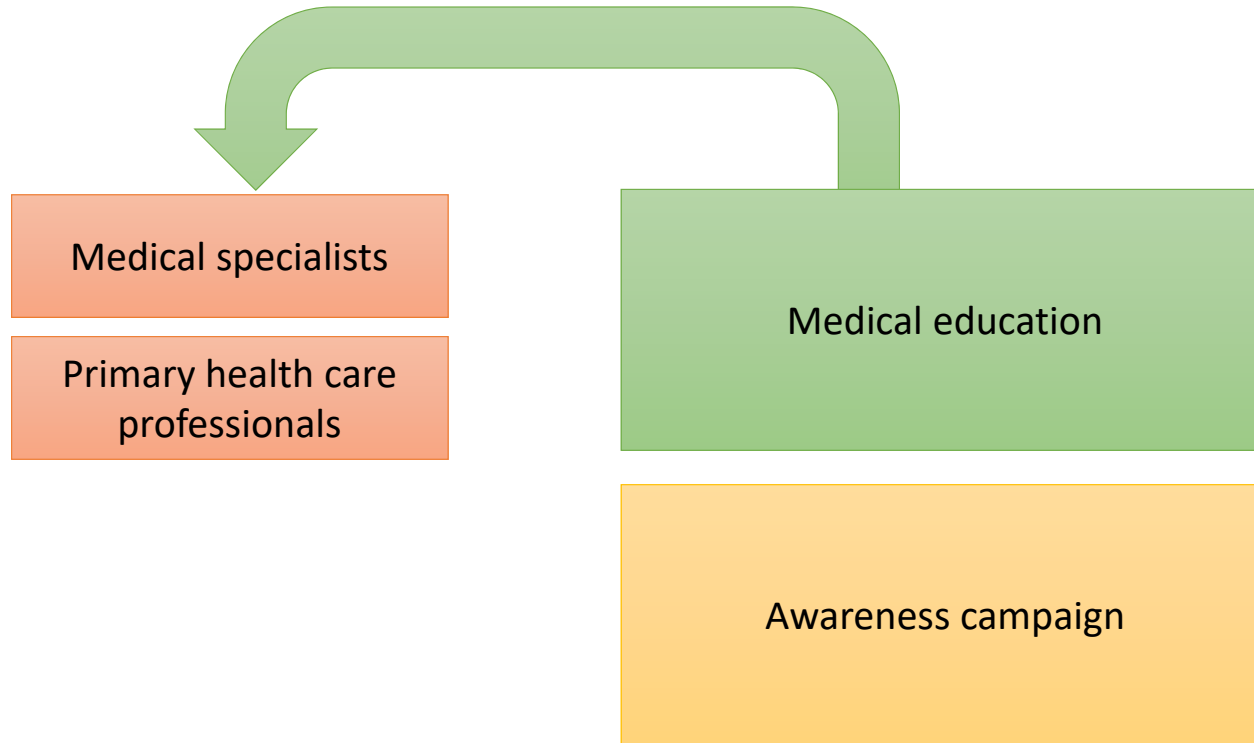 Medical specialists
Primary health care
professionals
Medical education
Awareness campaign